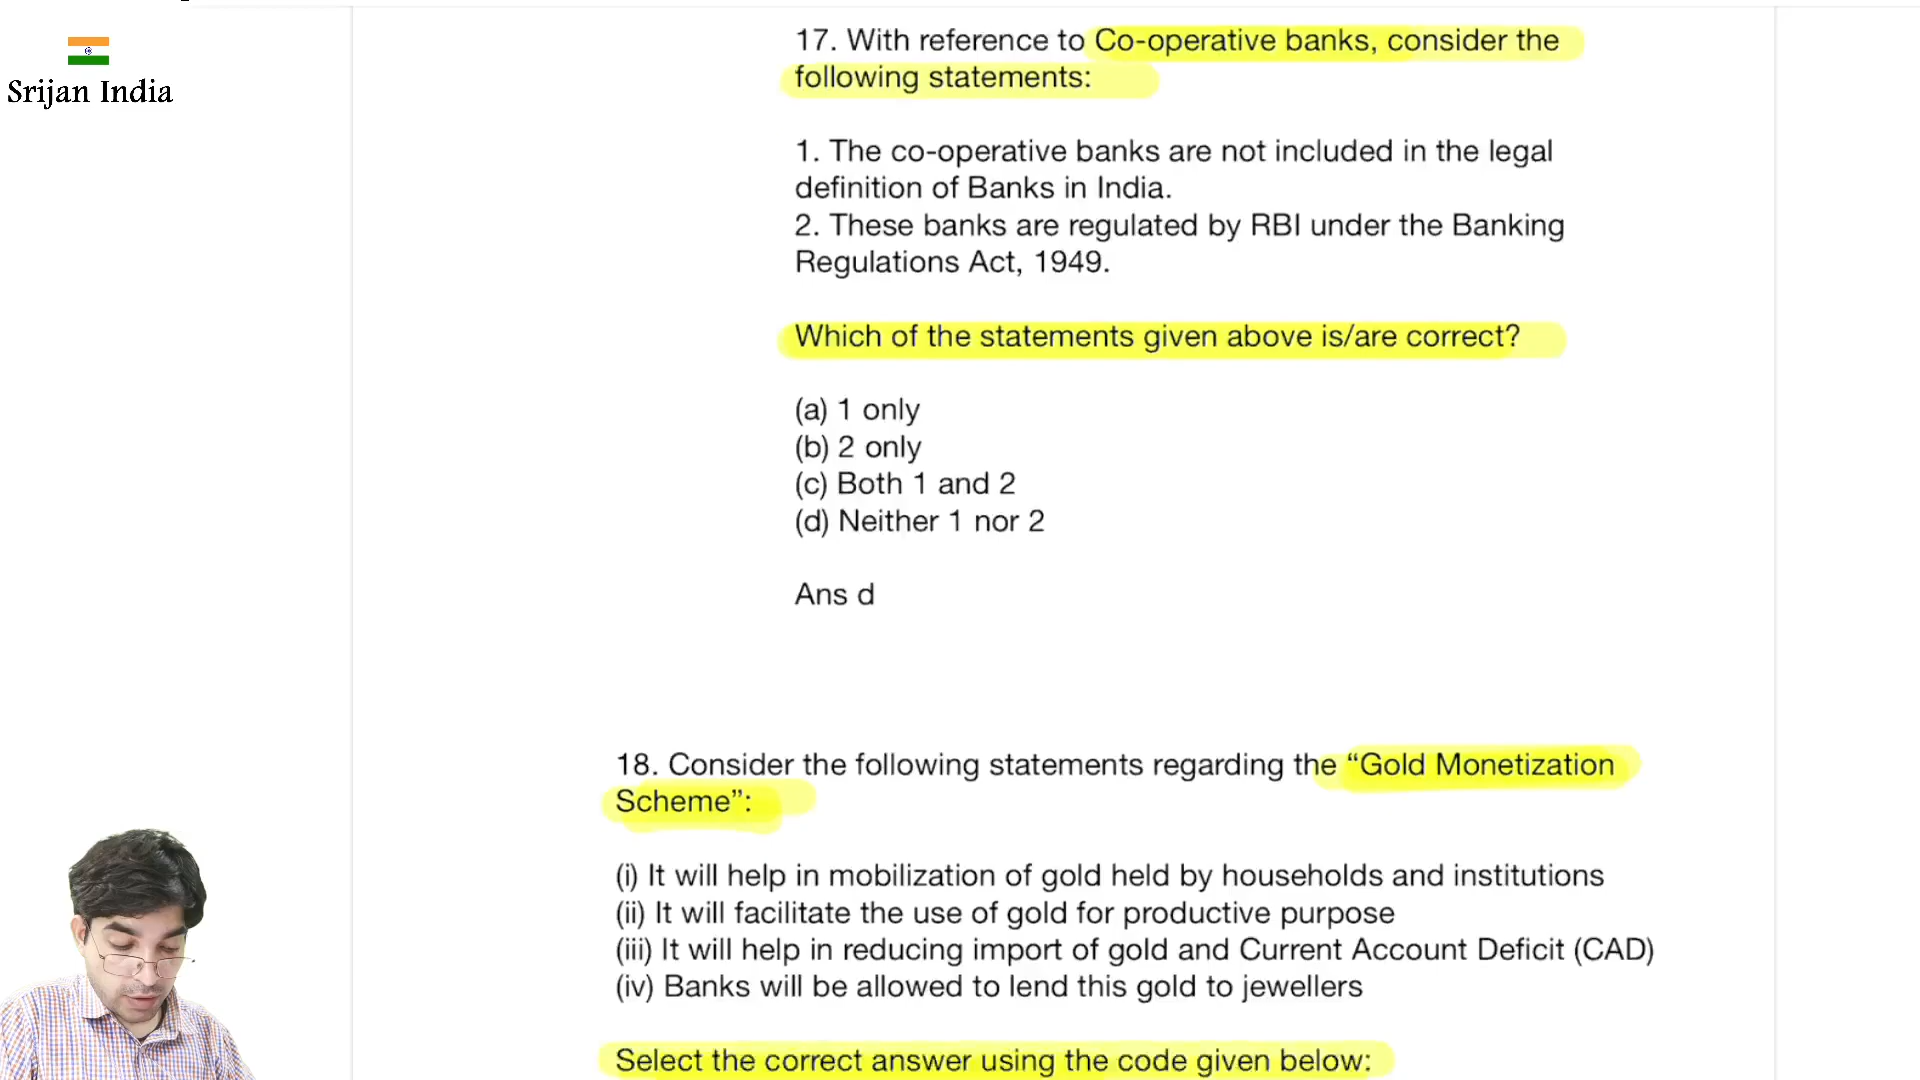 Srijan India
17. With reference to Co-operative banks, consider the
following statements:
1. The co-operative banks are not included in the legal
definition of Banks in India.
2. These banks are regulated by RBI under the Banking
Regulations Act, 1949.
Which of the statements given above is/are correct?
(a) 1 only
(b) 2 only
(c) Both 1 and 2
(d) Neither 1 nor 2
Ans d
18. Consider the following statements regarding the “Gold Monetization
Scheme”:
(i) It will help in mobilization of gold held by households and institutions
(ii) It will facilitate the use of gold for productive purpose
(iii) It will help in reducing import of gold and Current Account Deficit (CAD)
(iv) Banks will be allowed to lend this gold to jewellers
Select the correct answer using the code given below: